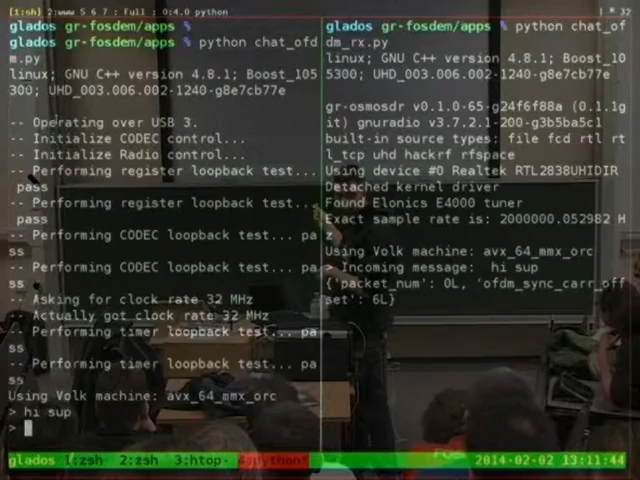 [1:sh] 2:www 5 6 7 : Full : 0:4.0 python
glados gr-fosdem/apps %
glados gr-fosdem/apps % python chat_ofd
m.py
linux; GNU C++ version 4.8.1; Boost_105
300; UHD_003.006.002-1240-g8e7cb77e
-- Operating over USB 3.
-- Initialize CODEC control...
-- Initialize Radio control...
-- Performing register loopback test...
pass
-- Performing register loopback test...
pass
-- Performing CODEC loopback test... pa
ss
-- Performing CODEC loopback test... pa
ss
-- Asking for clock rate 32 MHz
-- Actually got clock rate 32 MHz
-- Performing timer loopback test... pa
ss
-- Performing timer loopback test... pa
ss
Using Volk machine: avx_64_mmx_orc
> hi sup
>
glados gr-fosdem/apps % python chat_of
dm_rx.py
linux; GNU C++ version 4.8.1; Boost_10
5300; UHD_003.006.002-1240-g8e7cb77e
gr-osmosdr v0.1.0-65-g24f6f88a (0.1.1g
it) gnuradio v3.7.2.1-200-g3b5ba5c1
built-in source types: file fcd rtl rt
l_tcp uhd hackrf rfspace
Using device #0 Realtek RTL2838UHIDIR
Detached kernel driver
Found Elonics E4000 tuner
Exact sample rate is: 2000000.052982 H
z
Using Volk machine: avx_64_mmx_orc
> Incoming message:  hi sup
{'packet_num': 0L, 'ofdm_sync_carr_off
set': 6L}
glados 1:zsh  2:zsh  3:htop- 4:python* 2014-02-02 13:11:44